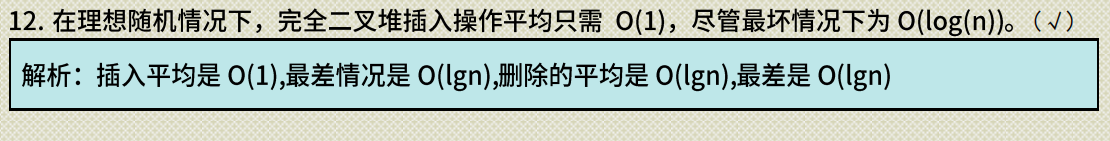 12. 在理想随机情况下，完全二叉堆插入操作平均只需 O(1)，尽管最坏情况下为 O(log(n))。（√）
解析：插入平均是 O(1),最差情况是 O(lgn),删除的平均是 O(lgn),最差是 O(lgn)